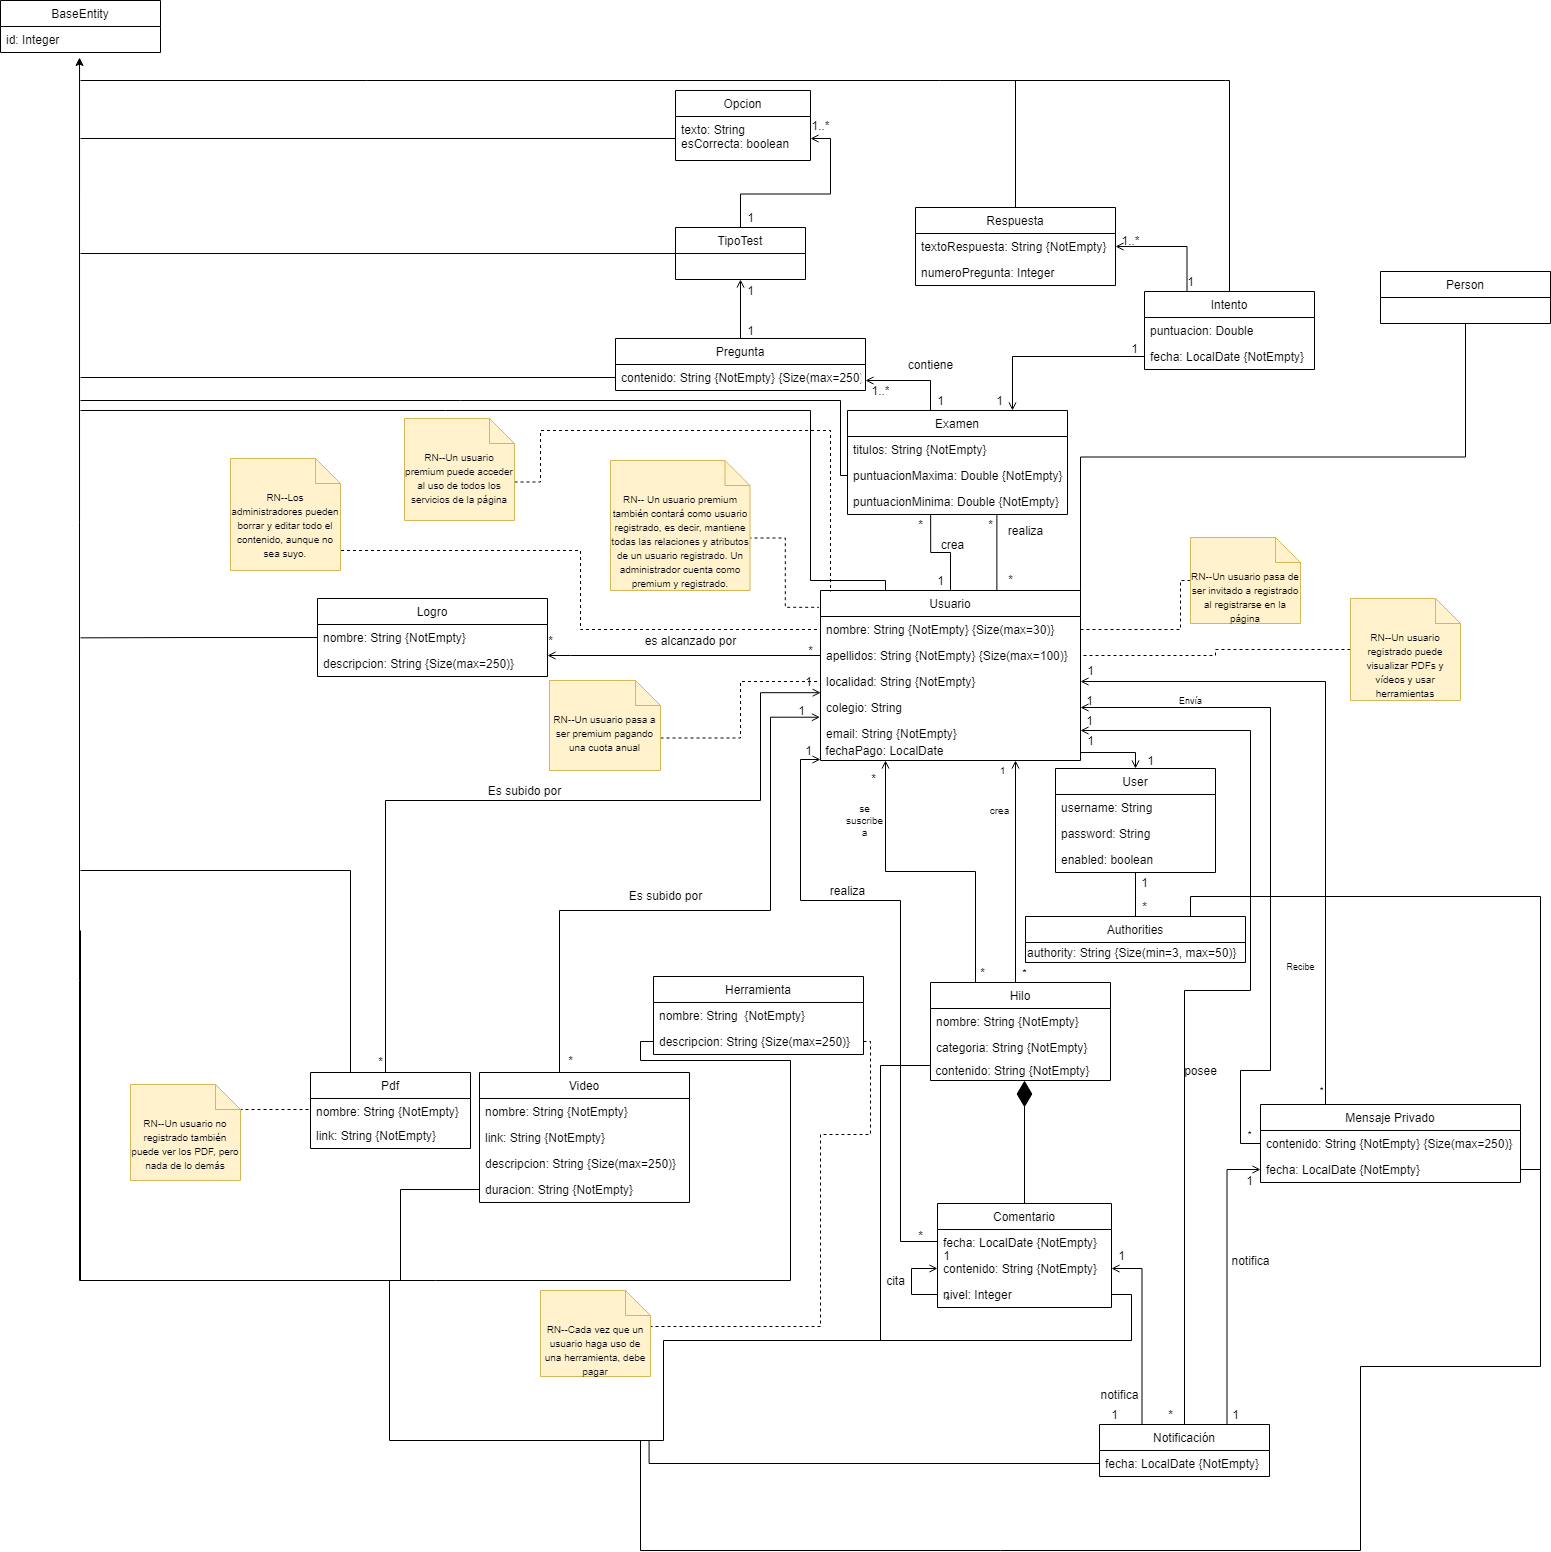 BaseEntity
id: Integer
Opcion
texto: String
esCorrecta: boolean
1..*
1
TipoTest
1
1
Pregunta
contenido: String {NotEmpty} {Size(max=250)
Respuesta
textoRespuesta: String {NotEmpty}
numeroPregunta: Integer
1..*
1
Intento
puntuacion: Double
fecha: LocalDate {NotEmpty}
1
1
Person
contiene
1..*
1
Examen
titulos: String {NotEmpty}
puntuacionMaxima: Double {NotEmpty}
puntuacionMinima: Double {NotEmpty}
*
crea
1
*
realiza
*
RN--Un usuario
premium puede acceder
al uso de todos los
servicios de la página
RN--Los
administradores pueden
borrar y editar todo el
contenido, aunque no
sea suyo.
RN-- Un usuario premium
también contará como usuario
registrado, es decir, mantiene
todas las relaciones y atributos
de un usuario registrado. Un
administrador cuenta como
premium y registrado.
RN--Un usuario pasa de
ser invitado a registrado
al registrarse en la
página
RN--Un usuario
registrado puede
visualizar PDFs y
vídeos y usar
herramientas
Logro
nombre: String {NotEmpty}
descripcion: String {Size(max=250)}
*
es alcanzado por
*
RN--Un usuario pasa a
ser premium pagando
una cuota anual
Usuario
nombre: String {NotEmpty} {Size(max=30)}
apellidos: String {NotEmpty} {Size(max=100)}
localidad: String {NotEmpty}
colegio: String
email: String {NotEmpty}
fechaPago: LocalDate
1
1
1
1
1
Envía
1
1
1
User
username: String
password: String
enabled: boolean
1
*
Authorities
authority: String {Size(min=3, max=50)}
Es subido por
*
Es subido por
*
realiza
*
se
suscribe
a
*
1
crea
*
Recibe
*
Herramienta
nombre: String  {NotEmpty}
descripcion: String {Size(max=250)}
Hilo
nombre: String {NotEmpty}
categoria: String {NotEmpty}
contenido: String {NotEmpty}
posee
RN--Un usuario no
registrado también
puede ver los PDF, pero
nada de lo demás
Pdf
nombre: String {NotEmpty}
link: String {NotEmpty}
Video
nombre: String {NotEmpty}
link: String {NotEmpty}
descripcion: String {Size(max=250)}
duracion: String {NotEmpty}
Mensaje Privado
contenido: String {NotEmpty} {Size(max=250)}
fecha: LocalDate {NotEmpty}
*
1
Comentario
fecha: LocalDate {NotEmpty}
contenido: String {NotEmpty}
nivel: Integer
*
1
cita
*
1
notifica
RN--Cada vez que un
usuario haga uso de
una herramienta, debe
pagar
notifica
1
*
1
Notificación
fecha: LocalDate {NotEmpty}